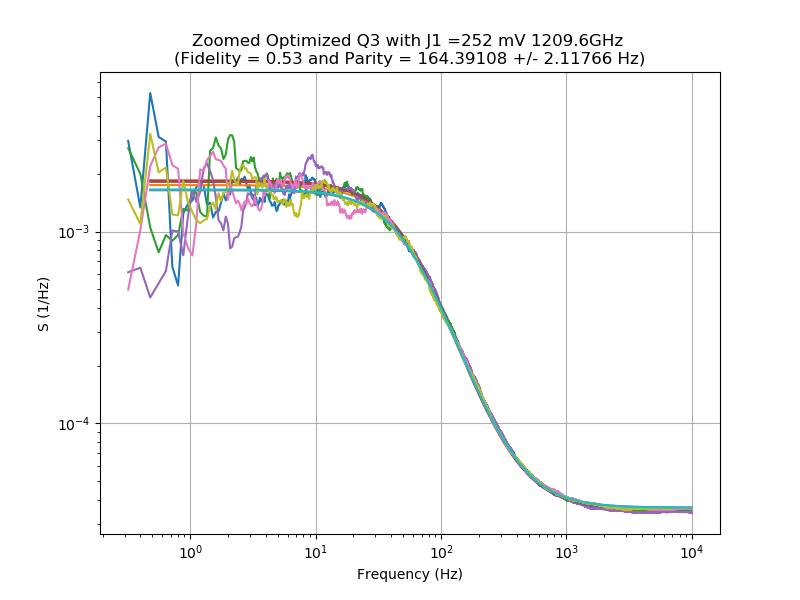 Zoomed Optimized Q3 with J1 =252 mV 1209.6GHz
(Fidelity = 0.53 and Parity = 164.39108 +/- 2.11766 Hz)
10⁻³
10⁻⁴
S (1/Hz)
10⁰ 10¹ 10² 10³ 10⁴
Frequency (Hz)